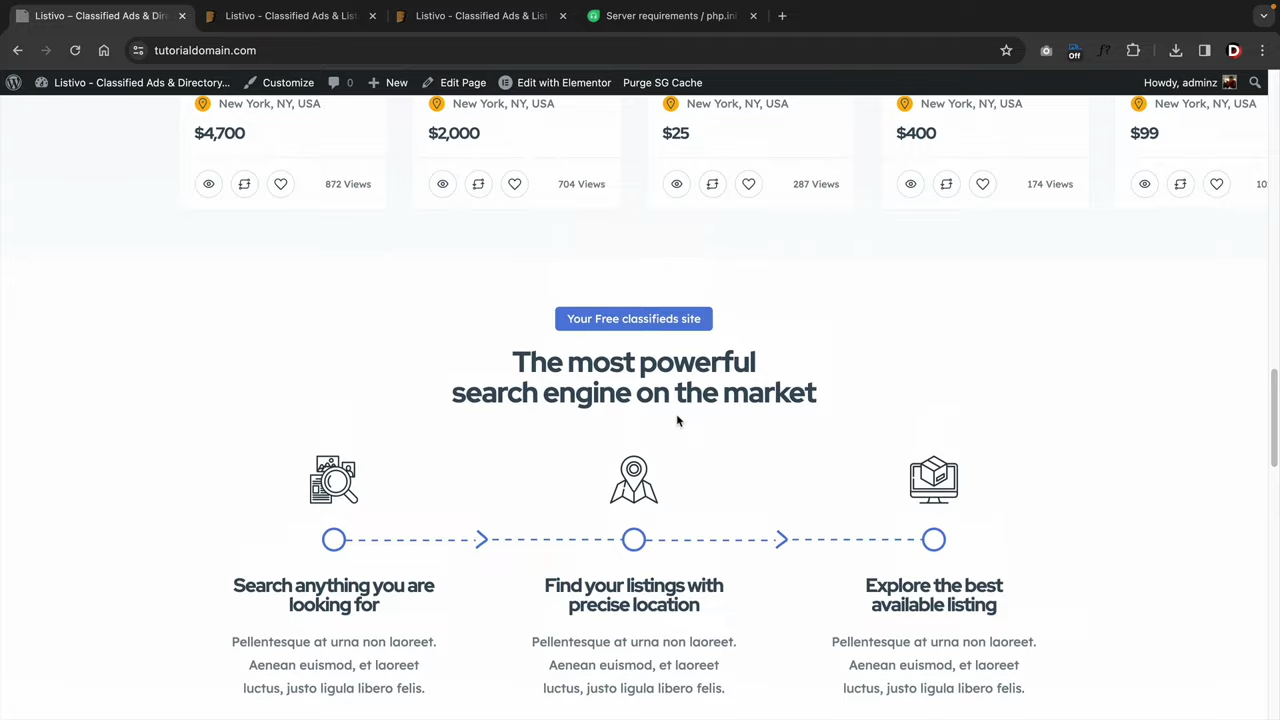 Listivo – Classified Ads & Dire
Listivo - Classified Ads & List
Listivo - Classified Ads & List
Server requirements / php.ini
tutorialdomain.com
Off
f?
D
Listivo – Classified Ads & Directory...
Customize
0
New
Edit Page
Edit with Elementor
Purge SG Cache
Howdy, adminz
New York, NY, USA
New York, NY, USA
New York, NY, USA
New York, NY, USA
New York, NY, USA
$4,700
$2,000
$25
$400
$99
872 Views
704 Views
287 Views
174 Views
10
Your Free classifieds site
The most powerful
search engine on the market
Search anything you are
looking for
Find your listings with
precise location
Explore the best
available listing
Pellentesque at urna non laoreet.
Aenean euismod, et laoreet
luctus, justo ligula libero felis.
Pellentesque at urna non laoreet.
Aenean euismod, et laoreet
luctus, justo ligula libero felis.
Pellentesque at urna non laoreet.
Aenean euismod, et laoreet
luctus, justo ligula libero felis.